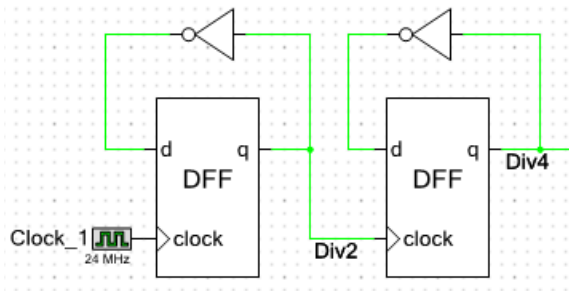 d q
DFF
Clock_1
24 MHz
clock
Div2
d q
DFF
clock
Div4